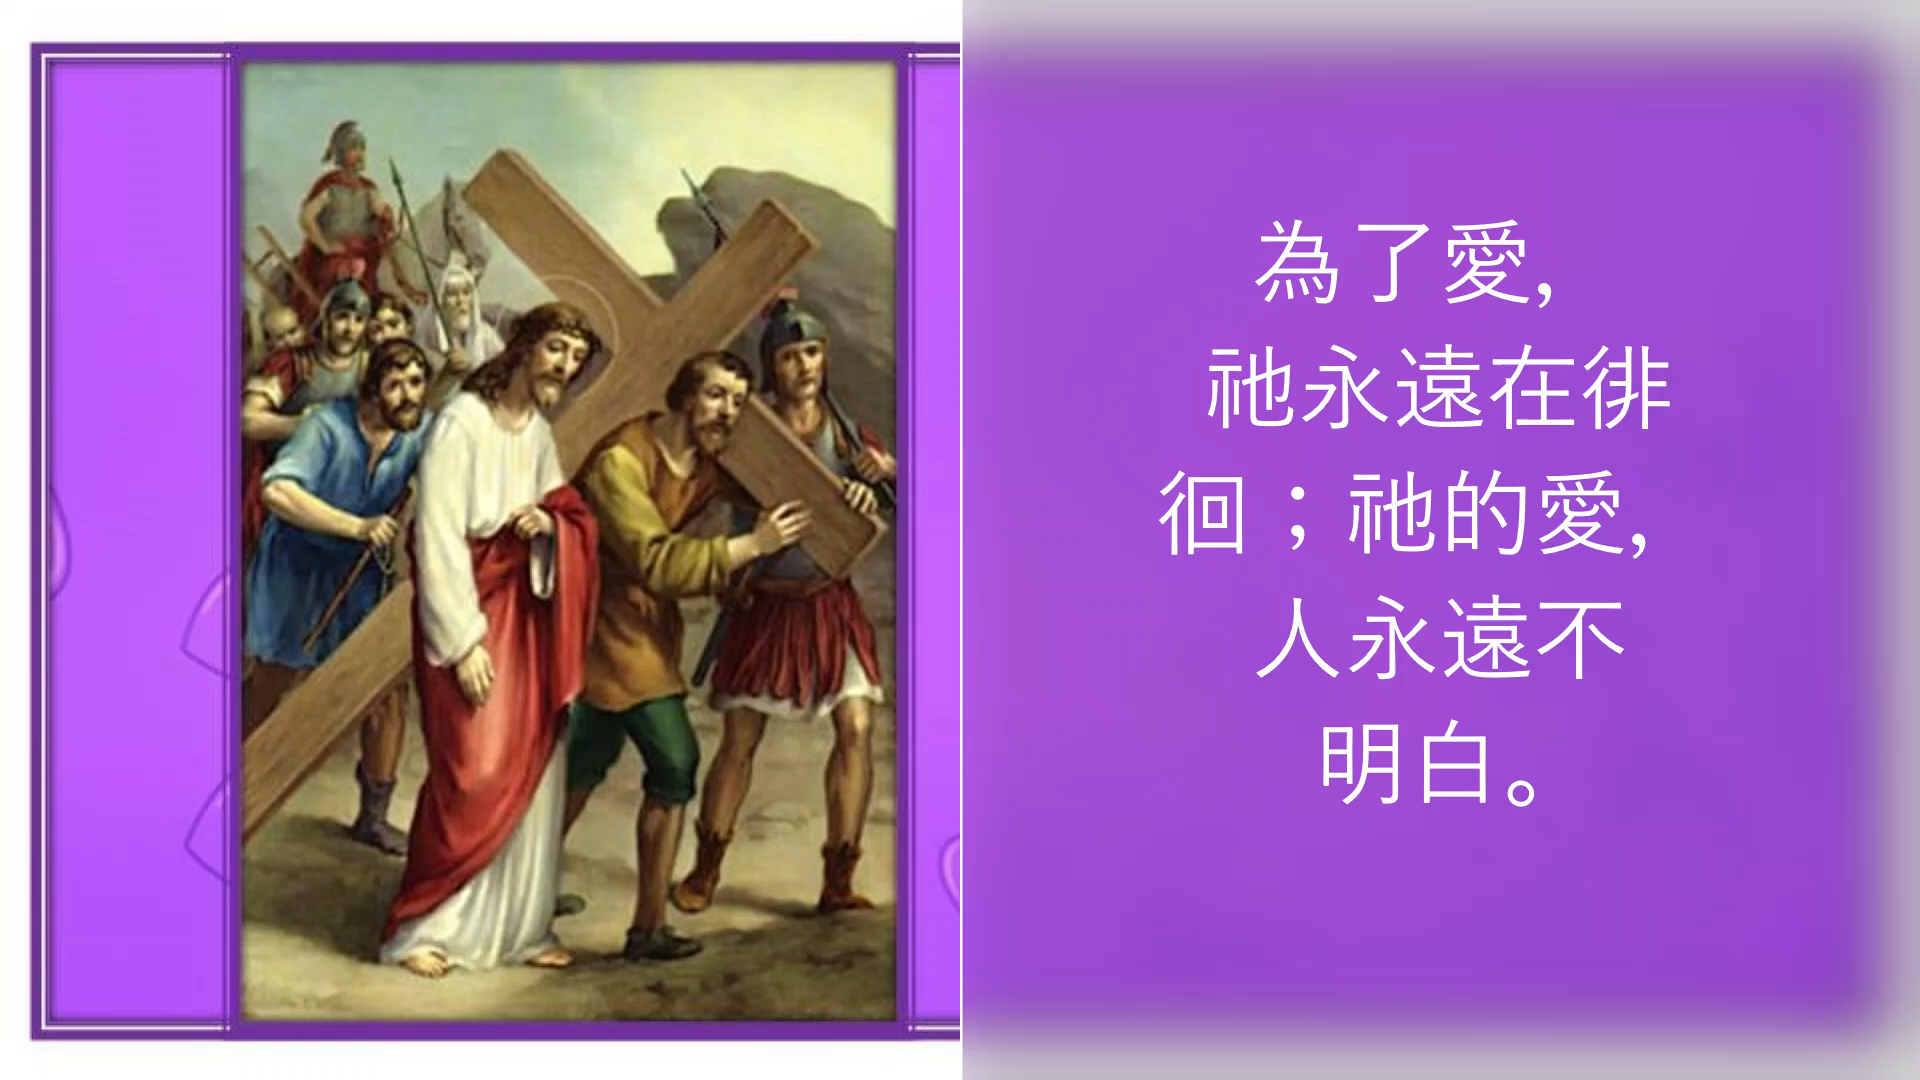 為了愛,
祂永遠在徘
徊；祂的愛,
人永遠不
明白。